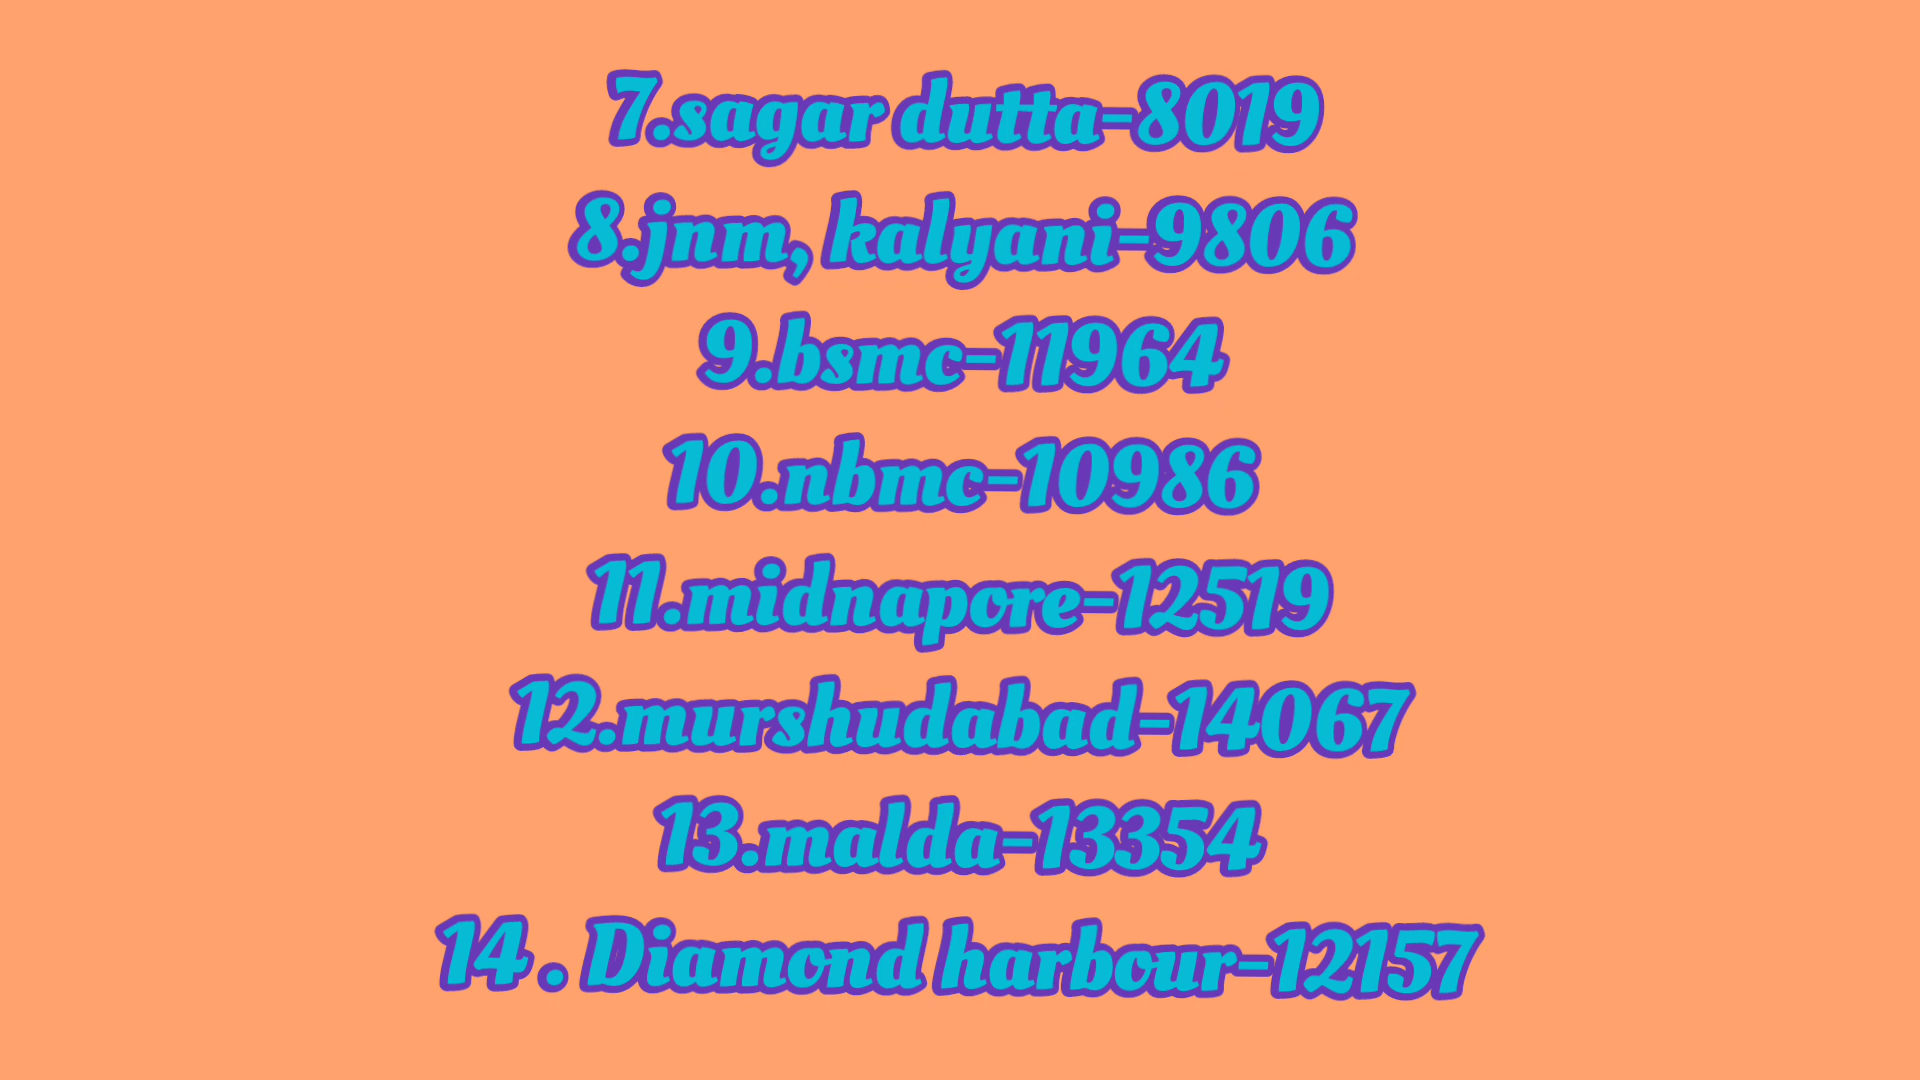 7.sagar dutta-8019
8.jnm, kalyani-9806
9.bsmc-11964
10.nbmc-10986
11.midnapore-12519
12.murshudabad-14067
13.malda-13354
14 . Diamond harbour-12157